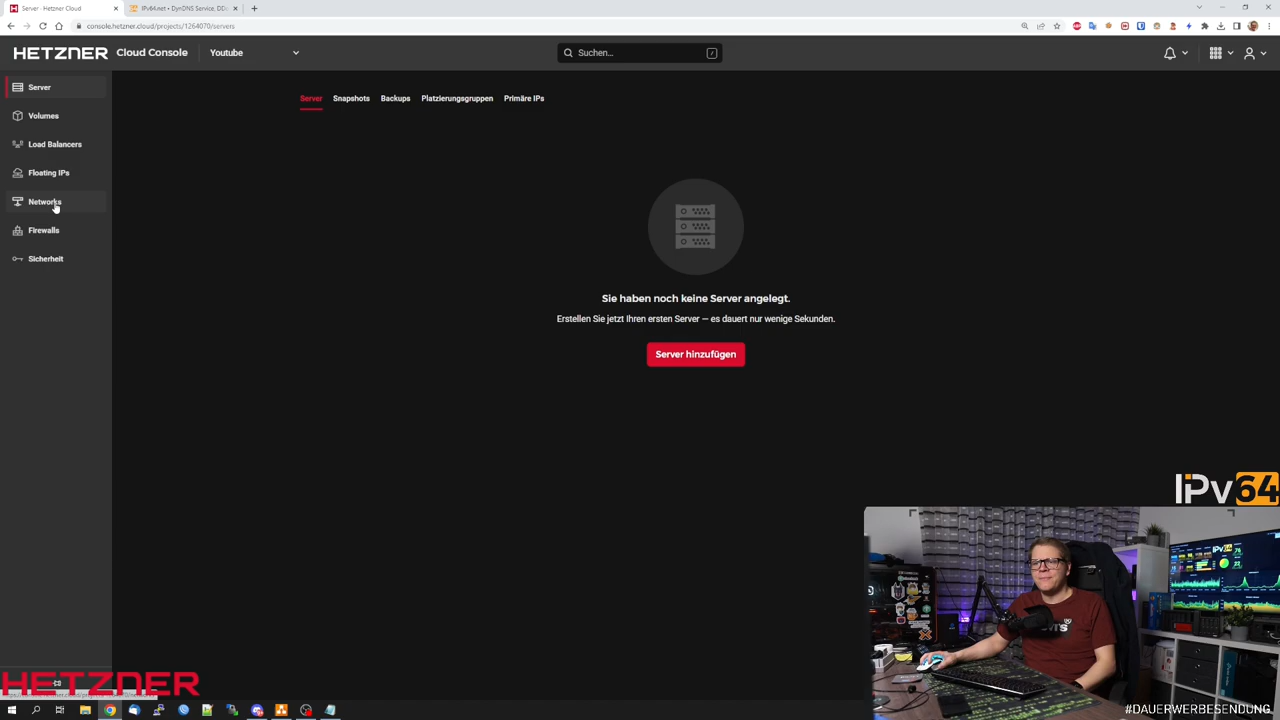 Server · Hetzner Cloud
IPv64.net • DynDNS Service, DD
console.hetzner.cloud/projects/1264070/servers
HETZNER Cloud Console
Youtube
Suchen...
/
Server
Volumes
Load Balancers
Floating IPs
Networks
Firewalls
Sicherheit
Server Snapshots Backups Platzierungsgruppen Primäre IPs
Sie haben noch keine Server angelegt.
Erstellen Sie jetzt Ihren ersten Server — es dauert nur wenige Sekunden.
Server hinzufügen
IPv64
HETZNER
#DAUERWERBESENDUNG